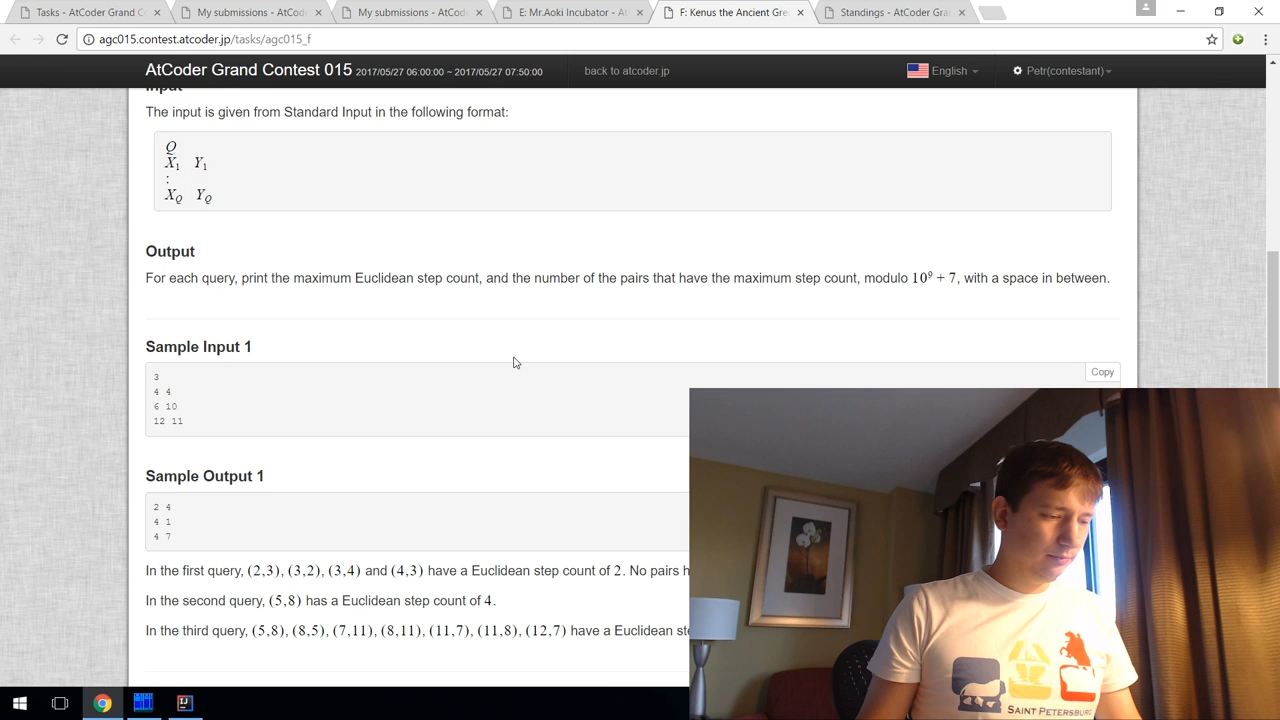 Tasks - AtCoder Grand C
My submissions - AtCod
My submissions - AtCod
E: Mr.Aoki Incubator - At
F: Kenus the Ancient Gre
Standings - AtCoder Gra
agc015.contest.atcoder.jp/tasks/agc015_f
AtCoder Grand Contest 015 2017/05/27 06:00:00 ~ 2017/05/27 07:50:00 back to atcoder.jp English Petr(contestant)
Input
The input is given from Standard Input in the following format:
Q
X1 Y1
:
XQ YQ
Output
For each query, print the maximum Euclidean step count, and the number of the pairs that have the maximum step count, modulo 10⁹ + 7, with a space in between.
Sample Input 1
Copy
3
4 4
6 10
12 11
Sample Output 1
2 4
4 1
4 7
In the first query, (2,3), (3,2), (3,4) and (4,3) have a Euclidean step count of 2. No pairs h
In the second query, (5,8) has a Euclidean step count of 4.
In the third query, (5,8), (8,5), (7,11), (8,11), (11,7), (11,8), (12,7) have a Euclidean ste
SAINT PETERSBURG